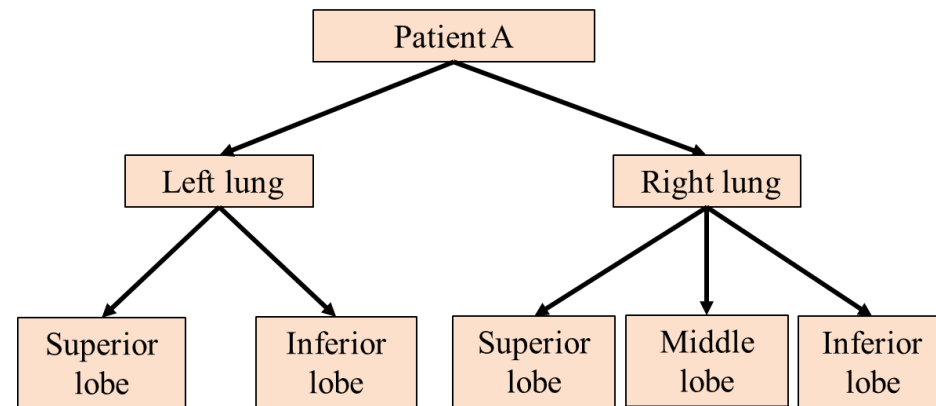 Patient A
Left lung
Right lung
Superior
lobe
Inferior
lobe
Superior
lobe
Middle
lobe
Inferior
lobe